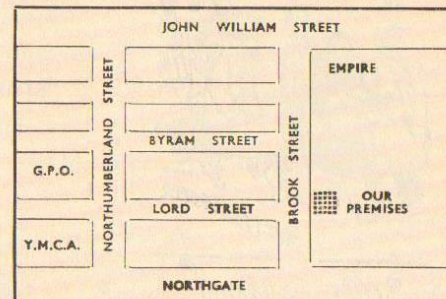 JOHN WILLIAM STREET
EMPIRE
NORTHUMBERLAND STREET
BYRAM STREET
BROOK STREET
G.P.O.
LORD STREET
OUR
PREMISES
Y.M.C.A.
NORTHGATE